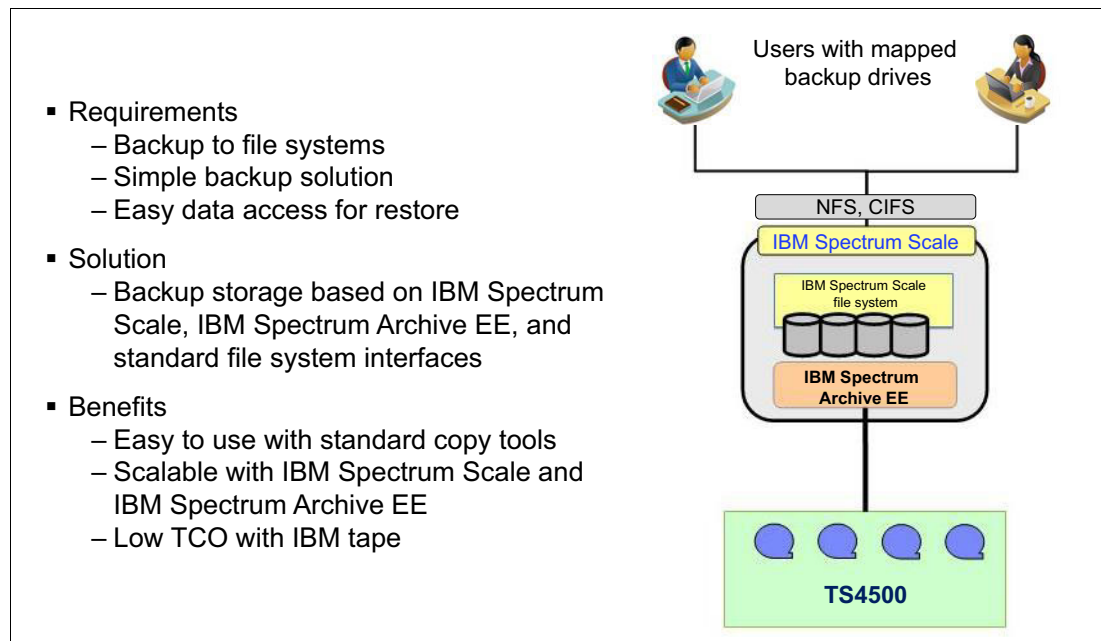 ▪ Requirements
– Backup to file systems
– Simple backup solution
– Easy data access for restore
▪ Solution
– Backup storage based on IBM Spectrum
Scale, IBM Spectrum Archive EE, and
standard file system interfaces
▪ Benefits
– Easy to use with standard copy tools
– Scalable with IBM Spectrum Scale and
IBM Spectrum Archive EE
– Low TCO with IBM tape
Users with mapped
backup drives
NFS, CIFS
IBM Spectrum Scale
IBM Spectrum Scale
file system
IBM Spectrum
Archive EE
TS4500